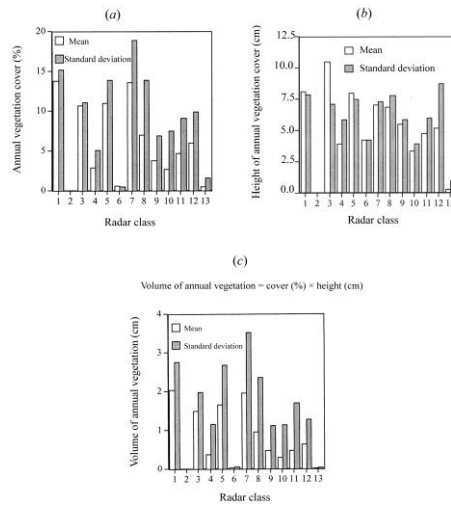 (a)
20
15
10
5
0
Annual vegetation cover (%)
Mean
Standard deviation
1 2 3 4 5 6 7 8 9 10 11 12 13
Radar class
(b)
12.5
10.0
7.5
5.0
2.5
0.0
Height of annual vegetation cover (cm)
Mean
Standard deviation
1 2 3 4 5 6 7 8 9 10 11 12 1
Radar class
(c)
Volume of annual vegetation = cover (%) × height (cm)
4
3
2
1
0
Volume of annual vegetation (cm)
Mean
Standard deviation
1 2 3 4 5 6 7 8 9 10 11 12 13
Radar class